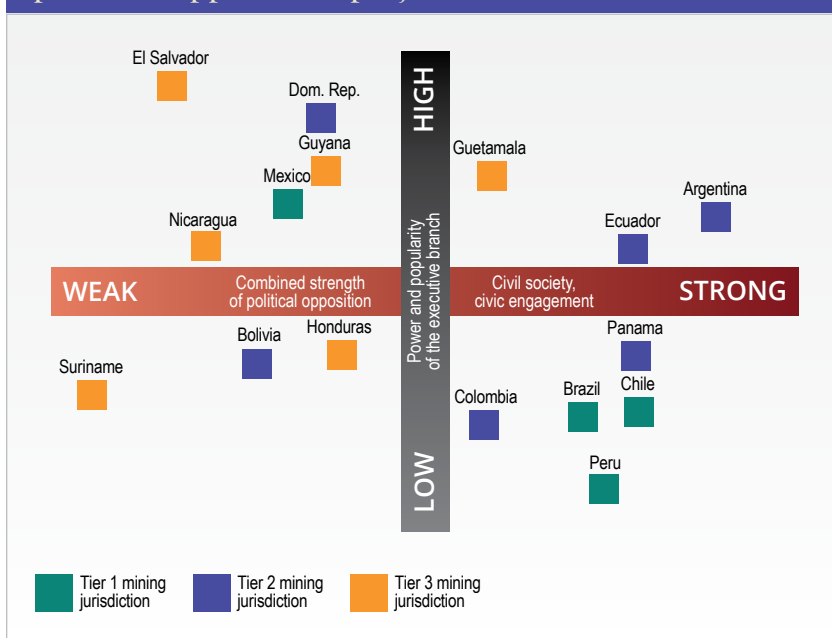 El Salvador
Dom. Rep.
Guyana
Mexico
Guetamala
Argentina
Nicaragua
Ecuador
HIGH
Power and popularity
of the executive branch
LOW
WEAK
Combined strength
of political opposition
Civil society,
civic engagement
STRONG
Honduras
Bolivia
Panama
Suriname
Brazil
Chile
Colombia
Peru
Tier 1 mining
jurisdiction
Tier 2 mining
jurisdiction
Tier 3 mining
jurisdiction